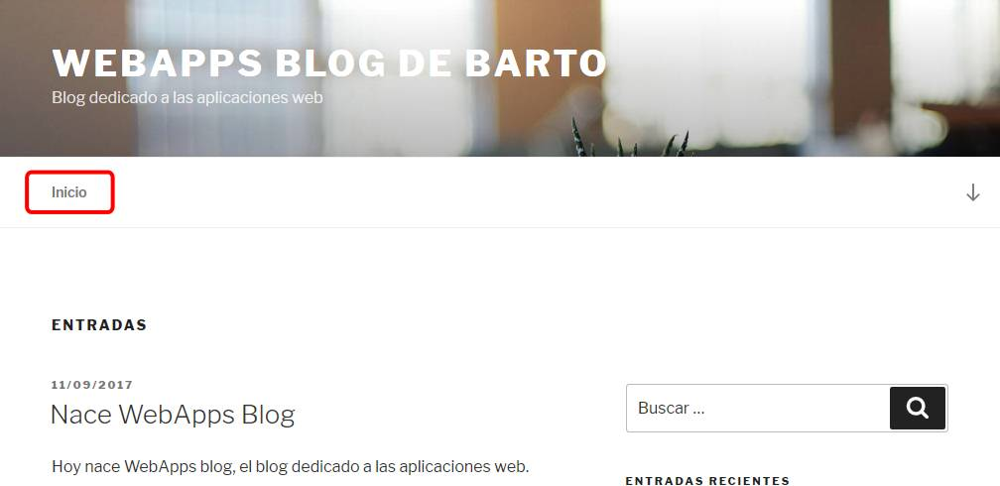 WEBAPPS BLOG DE BARTO
Blog dedicado a las aplicaciones web
Inicio
ENTRADAS
11/09/2017
Nace WebApps Blog
Hoy nace WebApps blog, el blog dedicado a las aplicaciones web.
Buscar ...
ENTRADAS RECIENTES